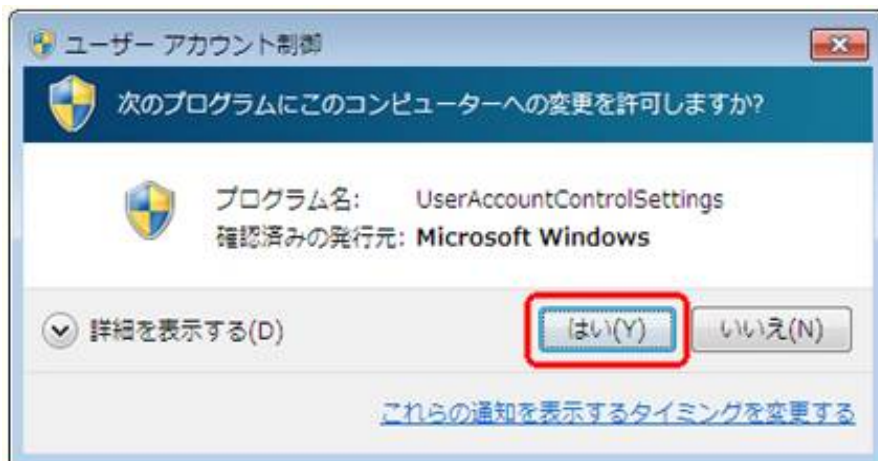 ユーザー アカウント制御
次のプログラムにこのコンピューターへの変更を許可しますか?
プログラム名: UserAccountControlSettings
確認済みの発行元: Microsoft Windows
詳細を表示する(D) はい(Y) いいえ(N)
これらの通知を表示するタイミングを変更する